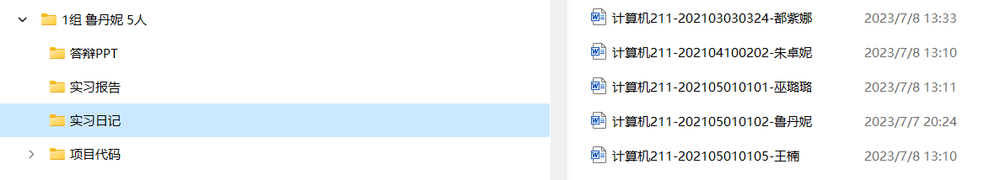 1组 鲁丹妮 5人
答辩PPT
实习报告
实习日记
项目代码
计算机211-202103030324-都紫娜 2023/7/8 13:33
计算机211-202104100202-朱卓妮 2023/7/8 13:10
计算机211-202105010101-巫璐璐 2023/7/8 13:11
计算机211-202105010102-鲁丹妮 2023/7/7 20:24
计算机211-202105010105-王楠 2023/7/8 13:10